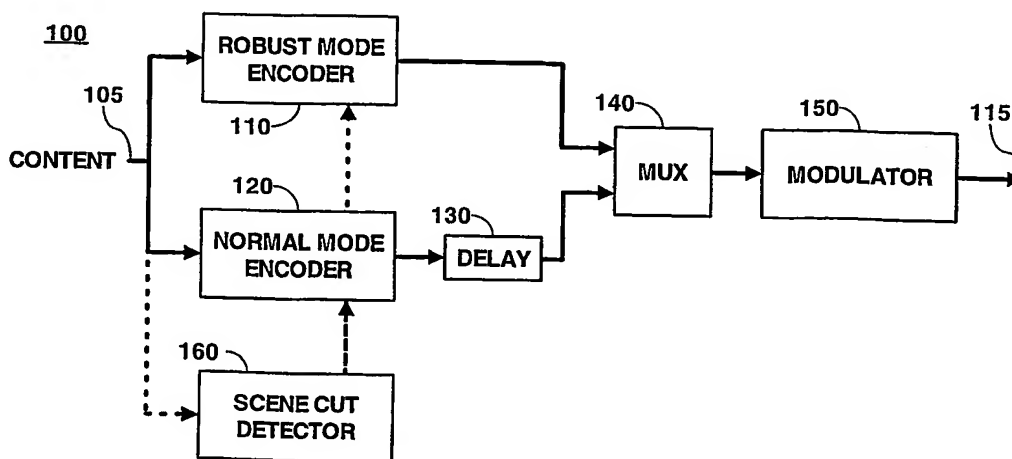 100
105
CONTENT
ROBUST MODE
ENCODER
110
120
NORMAL MODE
ENCODER
130
DELAY
140
MUX
150
MODULATOR
115
160
SCENE CUT
DETECTOR